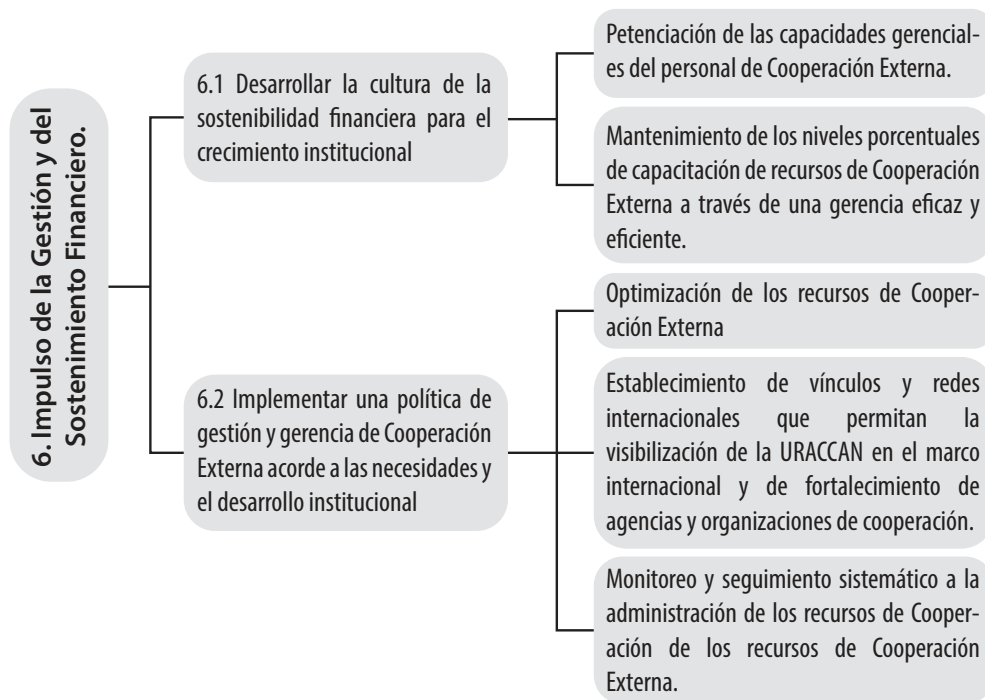 6. Impulso de la Gestión y del
Sostenimiento Financiero.
6.1 Desarrollar la cultura de la
sostenibilidad financiera para el
crecimiento institucional
Petenciación de las capacidades gerencial-
es del personal de Cooperación Externa.
Mantenimiento de los niveles porcentuales
de capacitación de recursos de Cooperación
Externa a través de una gerencia eficaz y
eficiente.
6.2 Implementar una política de
gestión y gerencia de Cooperación
Externa acorde a las necesidades y
el desarrollo institucional
Optimización de los recursos de Cooper-
ación Externa
Establecimiento de vínculos y redes
internacionales que permitan la
visibilización de la URACCAN en el marco
internacional y de fortalecimiento de
agencias y organizaciones de cooperación.
Monitoreo y seguimiento sistemático a la
administración de los recursos de Cooper-
ación de los recursos de Cooperación
Externa.